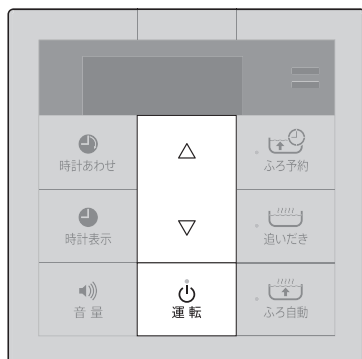 時計あわせ
ふろ予約
時計表示
追いだき
音量
運転
ふろ自動